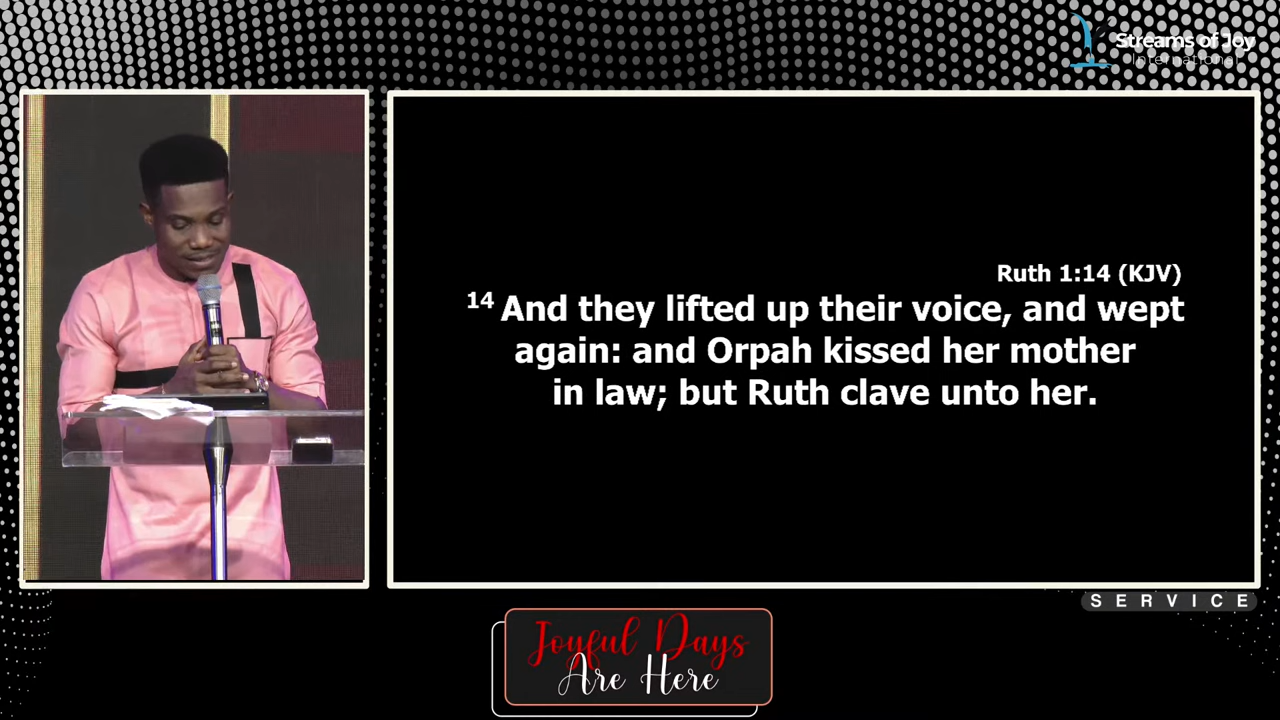 Streams of Joy
International
Ruth 1:14 (KJV)
14 And they lifted up their voice, and wept
again: and Orpah kissed her mother
in law; but Ruth clave unto her.
SERVICE
Joyful Days
Are Here